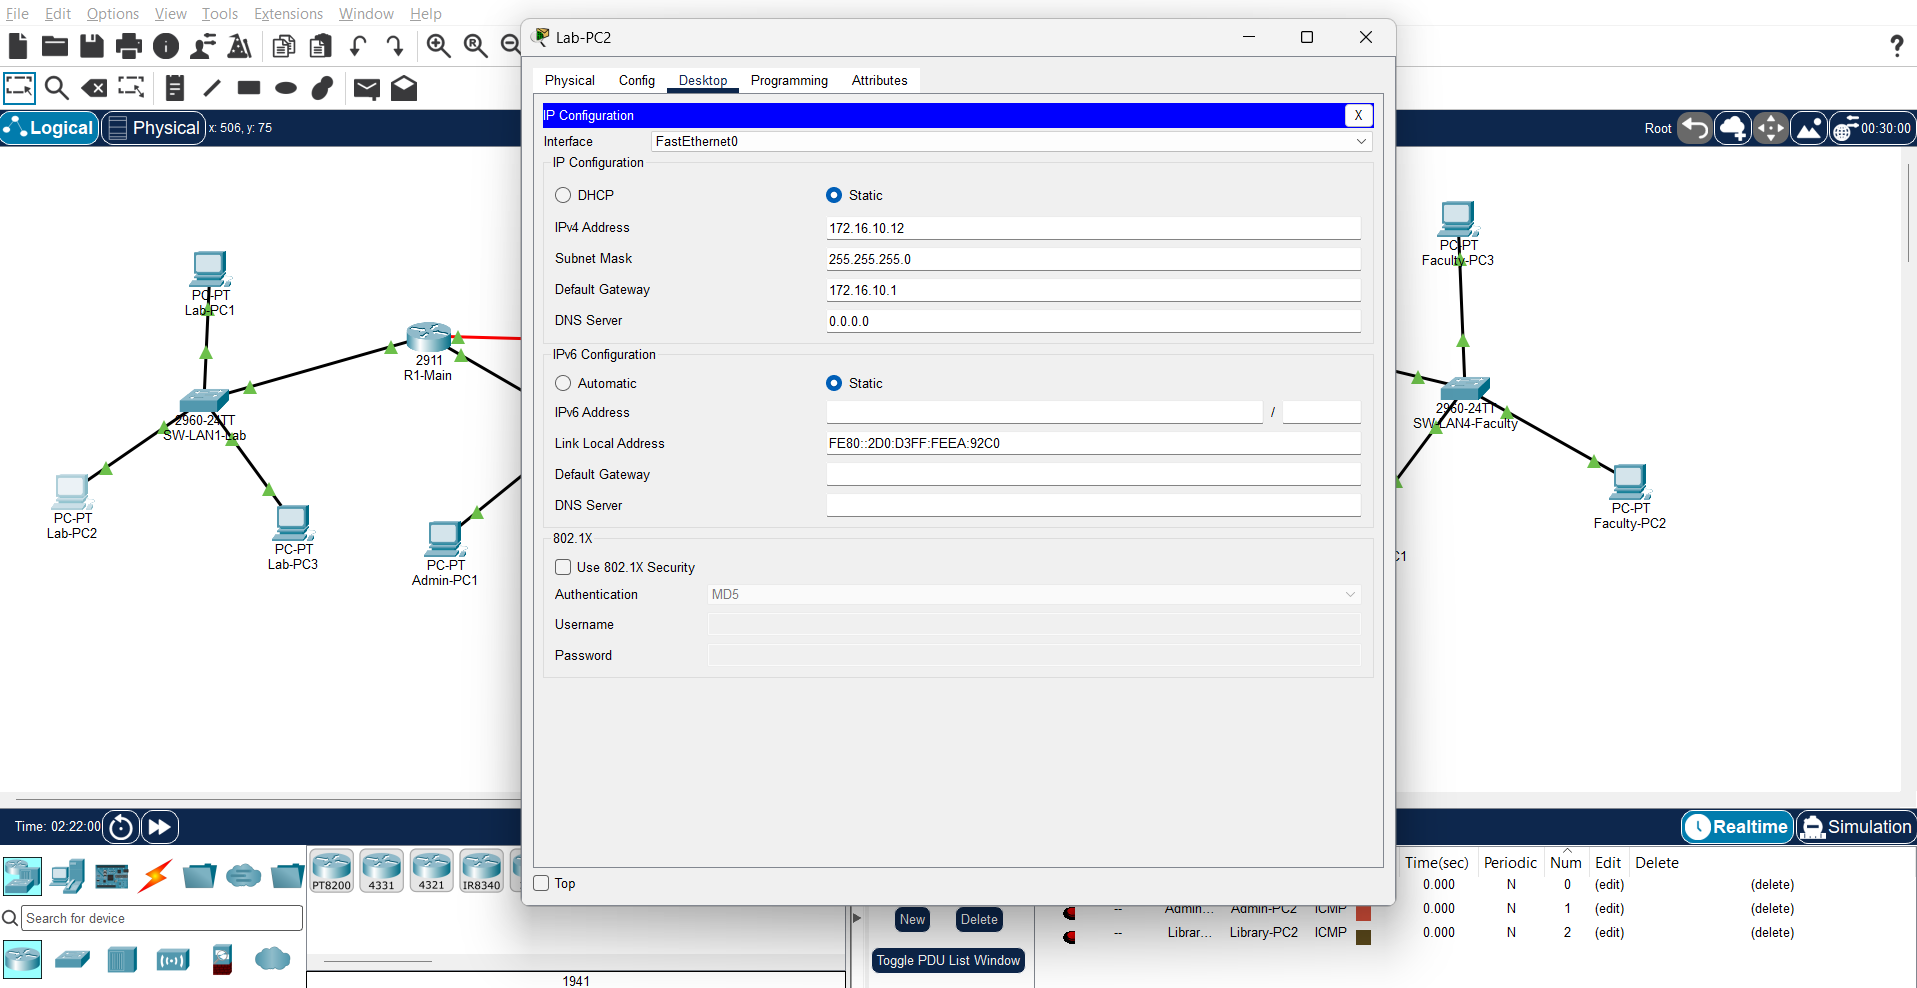 File Edit Options View Tools Extensions Window Help
Lab-PC2
Physical Config Desktop Programming Attributes
Logical Physical x: 506, y: 75
Root 00:30:00
IP Configuration X
Interface FastEthernet0
IP Configuration
DHCP Static
IPv4 Address 172.16.10.12
Subnet Mask 255.255.255.0
Default Gateway 172.16.10.1
DNS Server 0.0.0.0
IPv6 Configuration
Automatic Static
IPv6 Address /
Link Local Address FE80::2D0:D3FF:FEEA:92C0
Default Gateway
DNS Server
802.1X
Use 802.1X Security
Authentication MD5
Username
Password
Top
PC-PT
Lab-PC1
2911
R1-Main
2960-24TT
SW-LAN1-Lab
PC-PT
Lab-PC2
PC-PT
Lab-PC3
PC-PT
Admin-PC1
PC-PT
Faculty-PC3
2960-24TT
SW-LAN4-Faculty
PC-PT
Faculty-PC2
C1
Time: 02:22:00
Realtime Simulation
PT8200 4331 4321 IR8340
Search for device
1941
New Delete
Toggle PDU List Window
Time(sec) Periodic Num Edit Delete
0.000 N 0 (edit) (delete)
-- Admin... Admin-PC2 ICMP 0.000 N 1 (edit) (delete)
-- Librar... Library-PC2 ICMP 0.000 N 2 (edit) (delete)